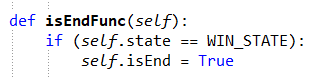 def isEndFunc(self):
    if (self.state == WIN_STATE):
        self.isEnd = True